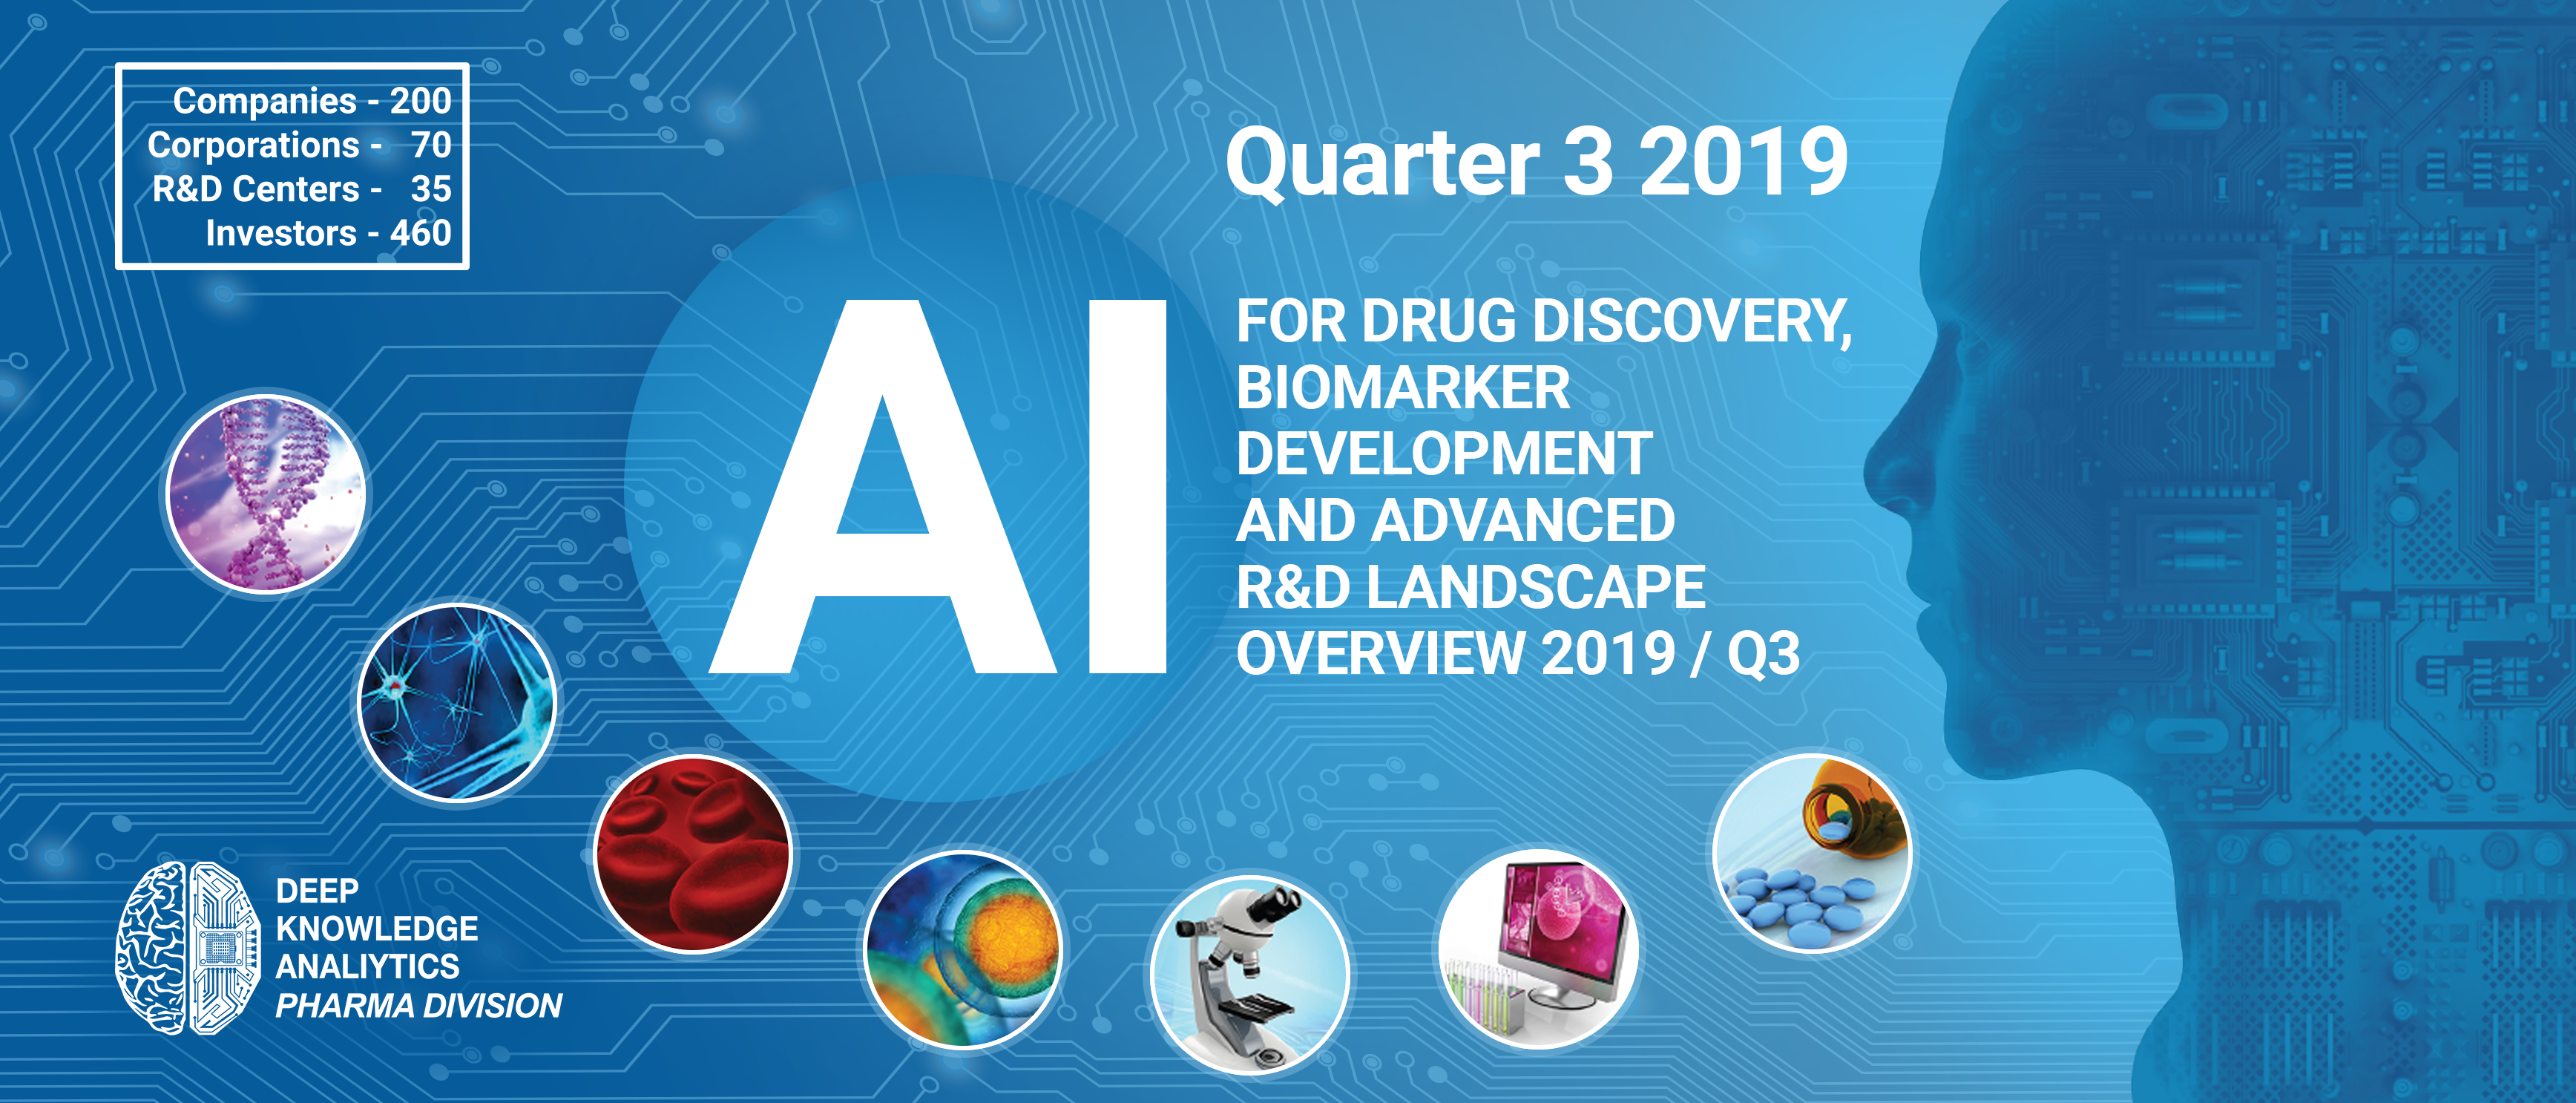 Companies - 200
Corporations - 70
R&D Centers - 35
Investors - 460
Quarter 3 2019
AI
FOR DRUG DISCOVERY,
BIOMARKER
DEVELOPMENT
AND ADVANCED
R&D LANDSCAPE
OVERVIEW 2019 / Q3
DEEP
KNOWLEDGE
ANALIYTICS
PHARMA DIVISION